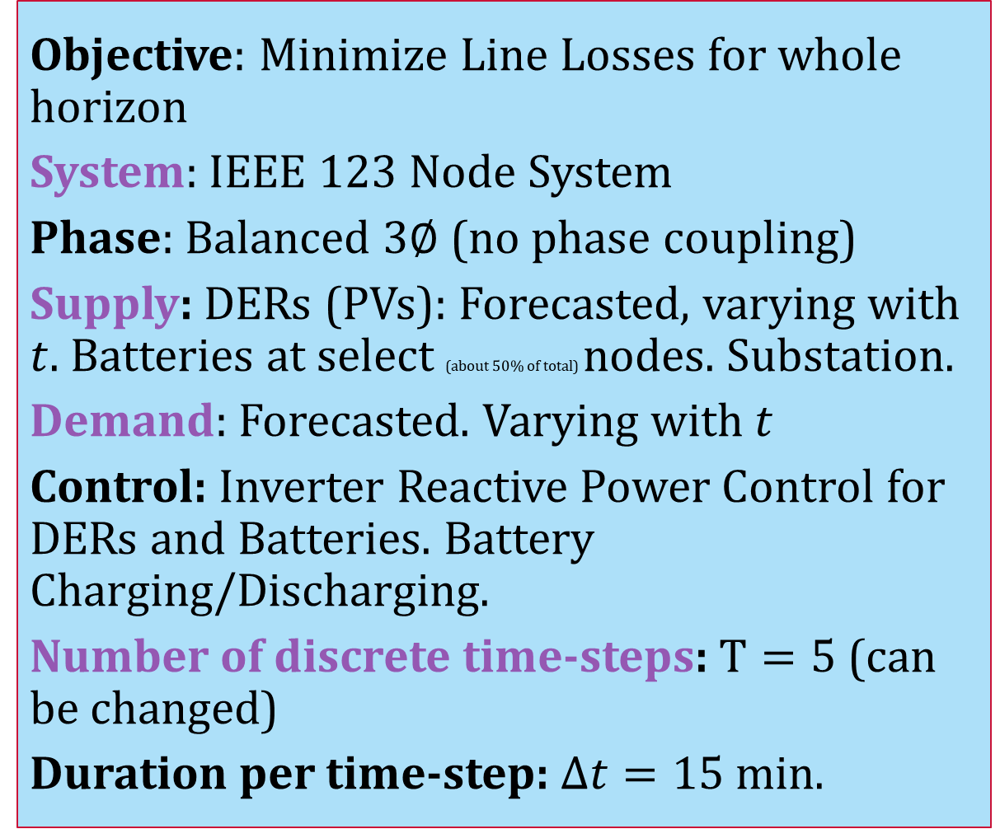 Objective: Minimize Line Losses for whole
horizon
System: IEEE 123 Node System
Phase: Balanced 3∅ (no phase coupling)
Supply: DERs (PVs): Forecasted, varying with
t. Batteries at select (about 50% of total) nodes. Substation.
Demand: Forecasted. Varying with t
Control: Inverter Reactive Power Control for
DERs and Batteries. Battery
Charging/Discharging.
Number of discrete time-steps: T = 5 (can
be changed)
Duration per time-step: Δt = 15 min.